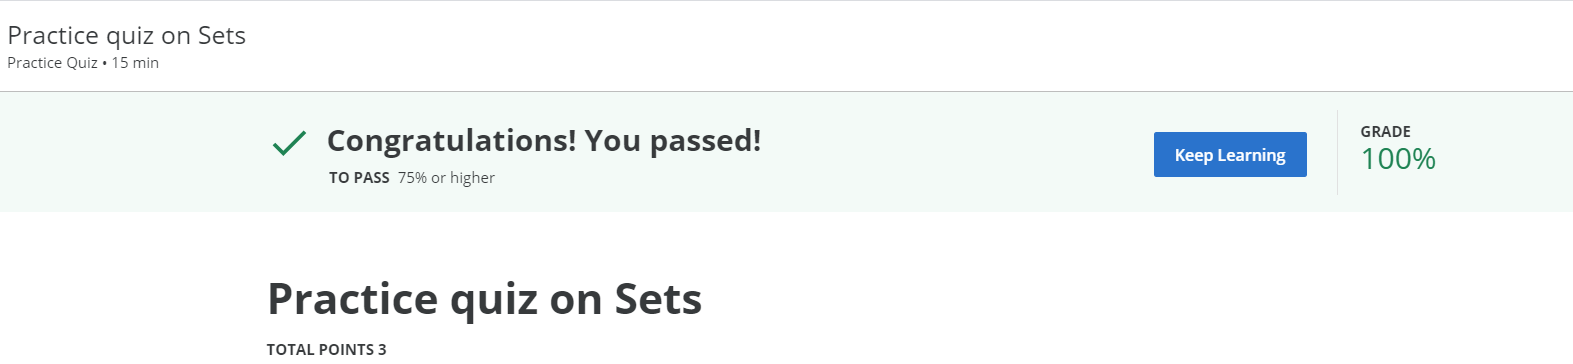 Practice quiz on Sets
Practice Quiz • 15 min
Congratulations! You passed!
TO PASS 75% or higher
Keep Learning
GRADE
100%
Practice quiz on Sets
TOTAL POINTS 3